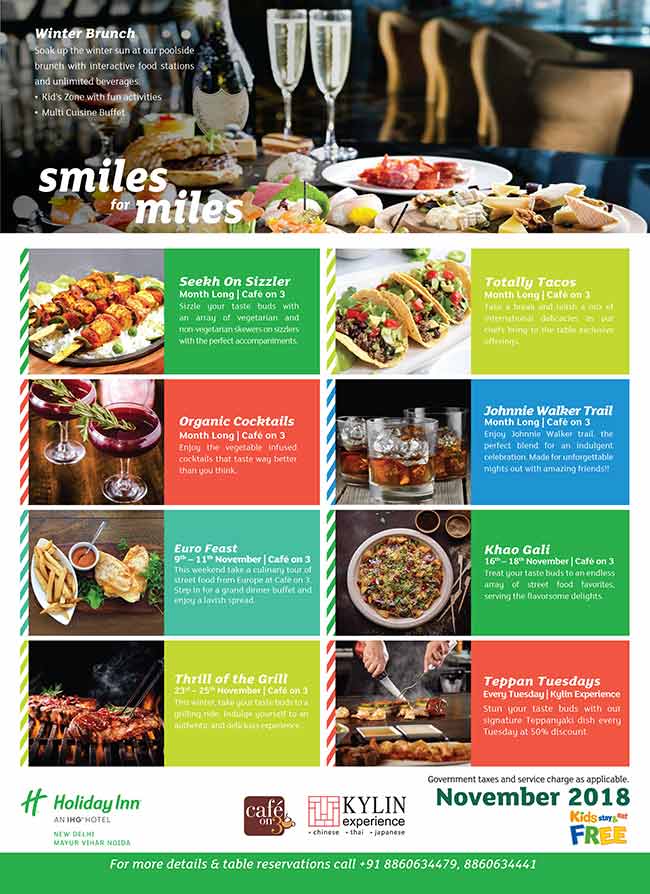 Winter Brunch
Soak up the winter sun at our poolside
brunch with interactive food stations
and unlimited beverages.
• Kid's Zone with fun activities
• Multi Cuisine Buffet
smiles
for miles
Seekh On Sizzler
Month Long | Café on 3
Sizzle your taste buds with
an array of vegetarian and
non-vegetarian skewers on sizzlers
with the perfect accompaniments.
Totally Tacos
Month Long | Café on 3
Take a break and relish a mix of
international delicacies as our
chefs bring to the table exclusive
offerings.
Organic Cocktails
Month Long | Café on 3
Enjoy the vegetable infused
cocktails that taste way better
than you think.
Johnnie Walker Trail
Month Long | Café on 3
Enjoy Johnnie Walker trail, the
perfect blend for an indulgent
celebration. Made for unforgettable
nights out with amazing friends!!
Euro Feast
9th – 11th November | Café on 3
This weekend take a culinary tour of
street food from Europe at Café on 3.
Step in for a grand dinner buffet and
enjoy a lavish spread.
Khao Gali
16th – 18th November | Café on 3
Treat your taste buds to an endless
array of street food favorites,
serving the flavorsome delights.
Thrill of the Grill
23rd – 25th November | Café on 3
This winter, take your taste buds to a
grilling ride. Indulge yourself to an
authentic and delicious experience.
Teppan Tuesdays
Every Tuesday | Kylin Experience
Stun your taste buds with our
signature Teppanyaki dish every
Tuesday at 50% discount.
Government taxes and service charge as applicable.
November 2018
Kids stay & eat
FREE
H Holiday Inn
AN IHG® HOTEL
NEW DELHI
MAYUR VIHAR NOIDA
café
on 3
KYLIN
experience
• chinese • thai • japanese
For more details & table reservations call +91 8860634479, 8860634441